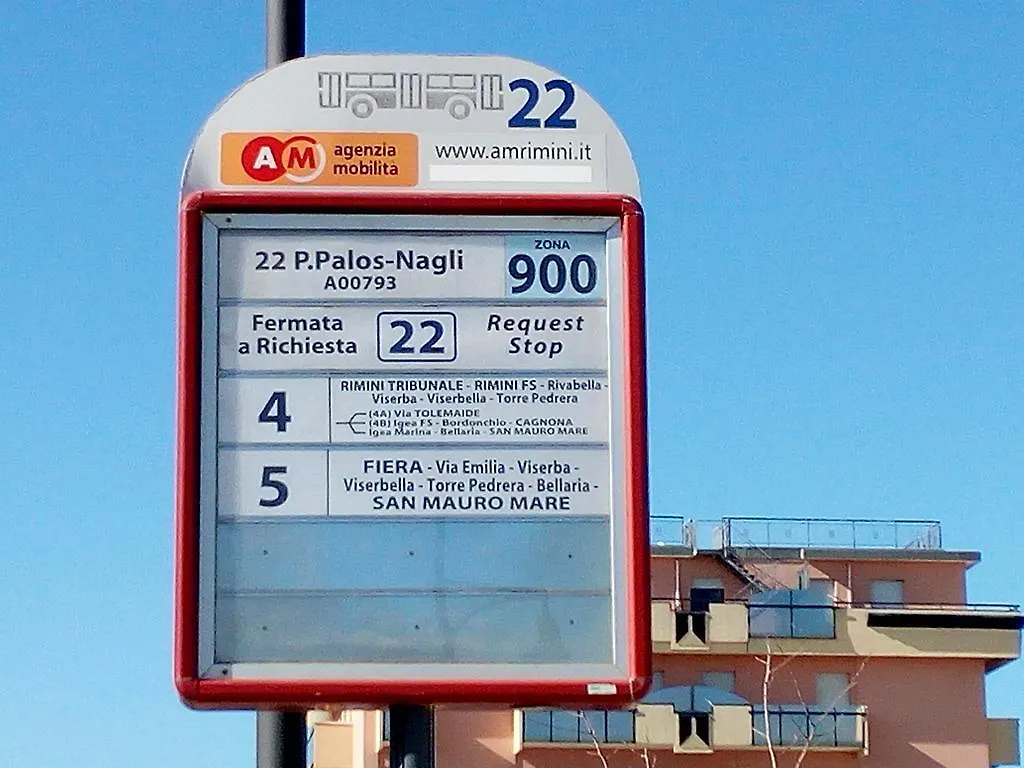 22
AM agenzia mobilità
www.amrimini.it
22 P.Palos-Nagli
A00793
ZONA
900
Fermata
a Richiesta
22
Request
Stop
4
RIMINI TRIBUNALE - RIMINI FS - Rivabella -
Viserba - Viserbella - Torre Pedrera
(4A) Via TOLEMAIDE
(4B) Igea FS - Bordonchio - CAGNONA
Igea Marina - Bellaria - SAN MAURO MARE
5
FIERA - Via Emilia - Viserba -
Viserbella - Torre Pedrera - Bellaria -
SAN MAURO MARE